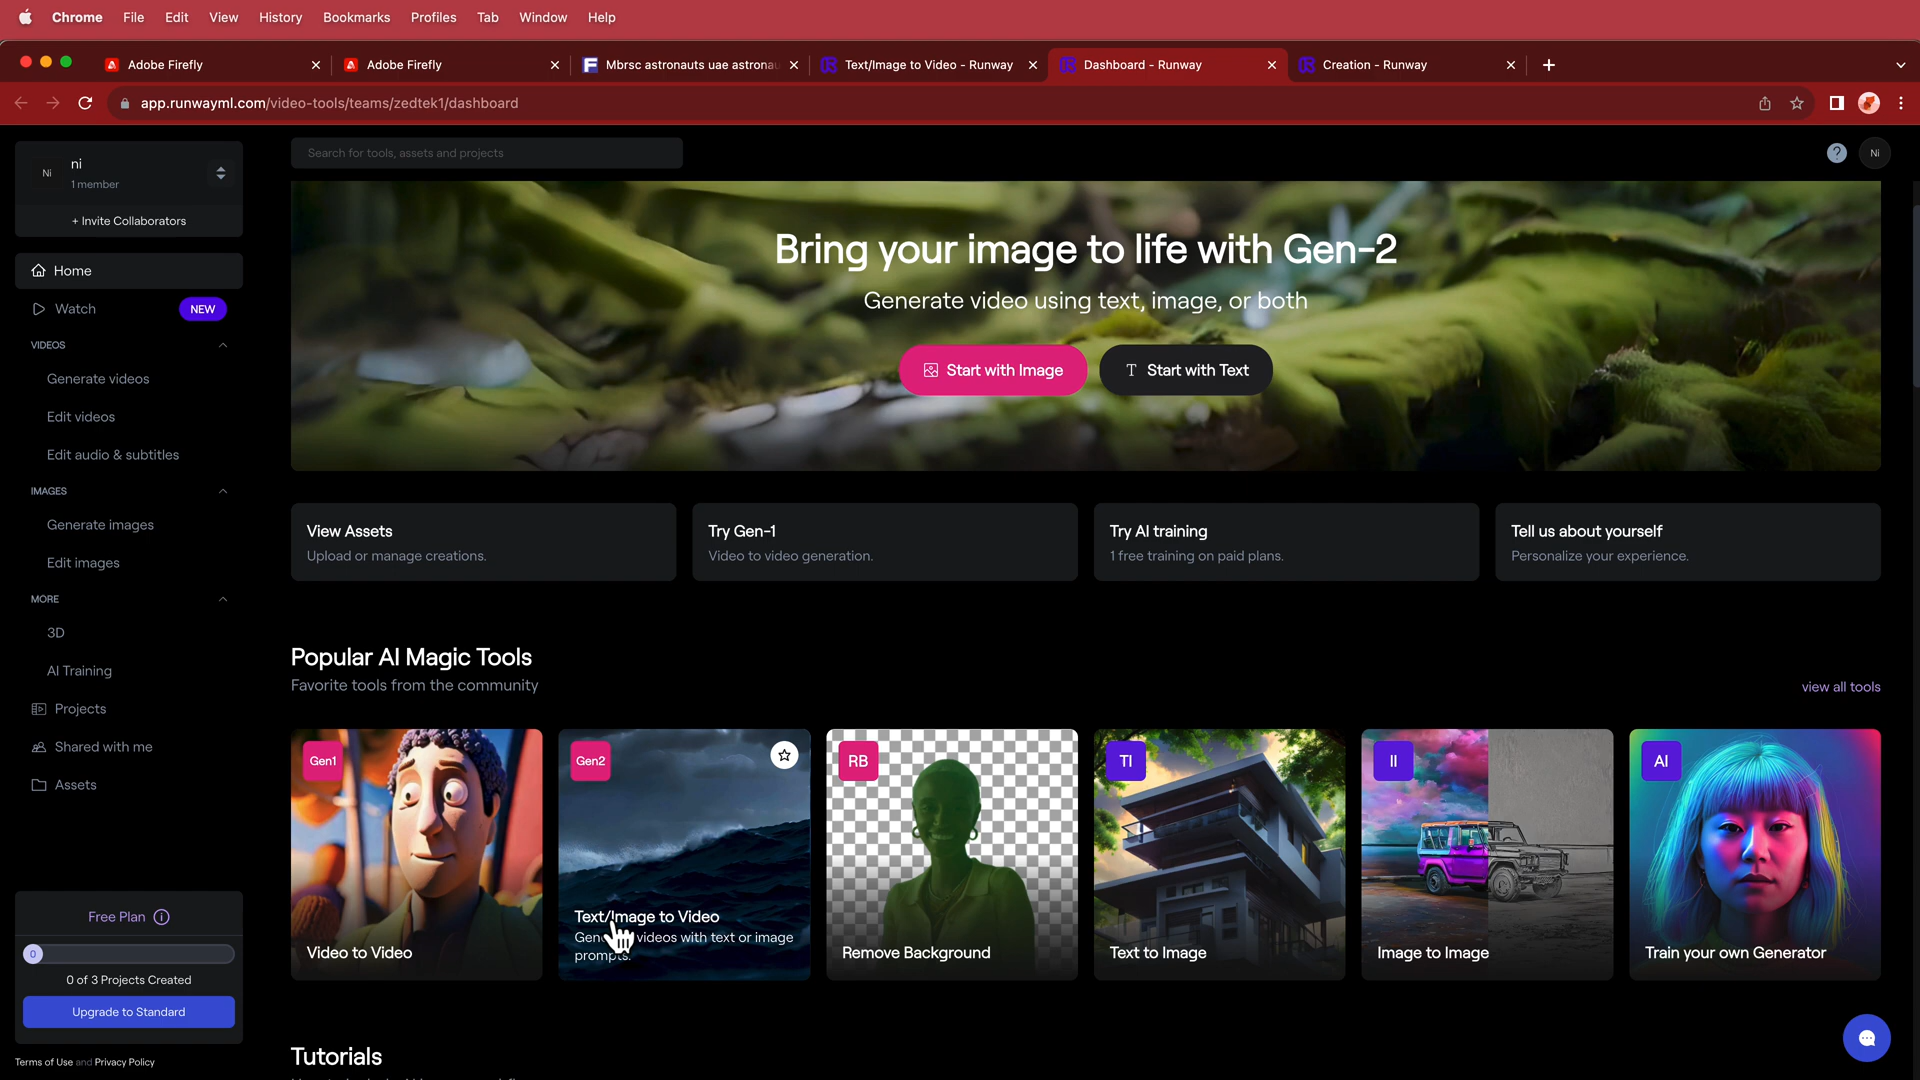 Chrome File Edit View History Bookmarks Profiles Tab Window Help
Adobe Firefly
Adobe Firefly
Mbrsc astronauts uae astronau
Text/Image to Video - Runway
Dashboard - Runway
Creation - Runway
app.runwayml.com/video-tools/teams/zedtek1/dashboard
Ni
ni
1 member
+ Invite Collaborators
Search for tools, assets and projects
?
Ni
Home
Watch
NEW
VIDEOS
Generate videos
Edit videos
Edit audio & subtitles
IMAGES
Generate images
Edit images
MORE
3D
AI Training
Projects
Shared with me
Assets
Free Plan
0
0 of 3 Projects Created
Upgrade to Standard
Terms of Use and Privacy Policy
Bring your image to life with Gen-2
Generate video using text, image, or both
Start with Image
T Start with Text
View Assets
Upload or manage creations.
Try Gen-1
Video to video generation.
Try AI training
1 free training on paid plans.
Tell us about yourself
Personalize your experience.
Popular AI Magic Tools
Favorite tools from the community
view all tools
Gen1
Video to Video
Gen2
Text/Image to Video
videos with text or image
prompts.
RB
Remove Background
TI
Text to Image
II
Image to Image
AI
Train your own Generator
Tutorials